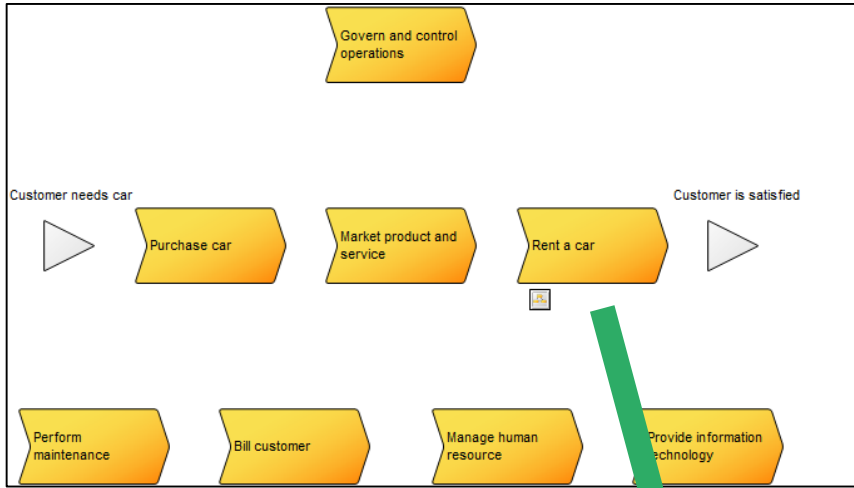 Govern and control
operations
Customer needs car
Customer is satisfied
Purchase car
Market product and
service
Rent a car
Perform
maintenance
Bill customer
Manage human
resource
Provide information
technology